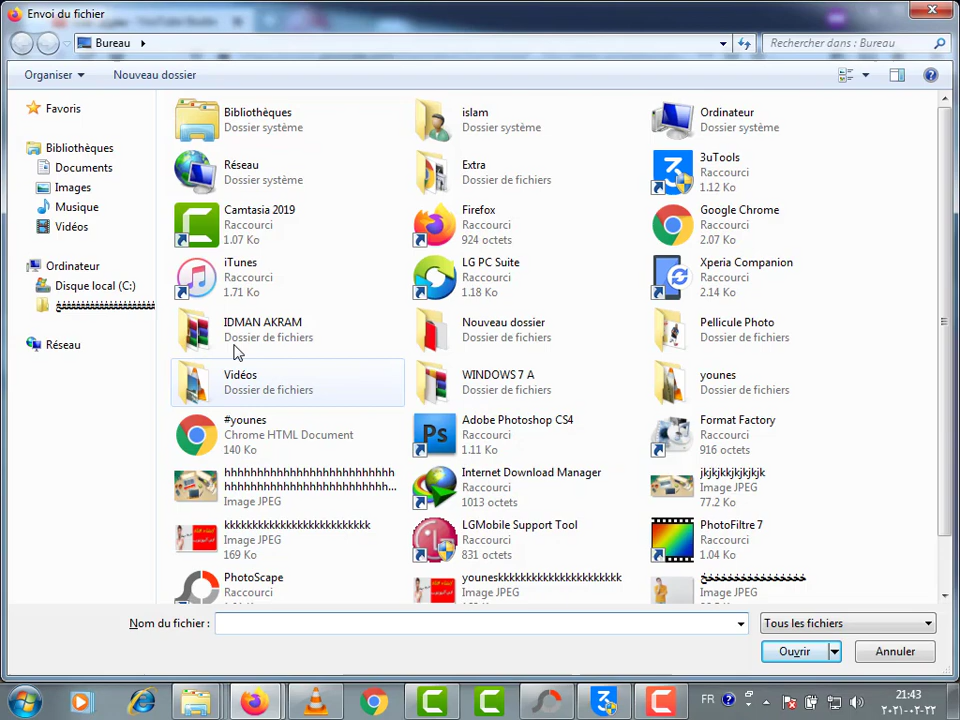 Envoi du fichier
Bureau
Rechercher dans : Bureau
Organiser
Nouveau dossier
Favoris
Bibliothèques
Documents
Images
Musique
Vidéos
Ordinateur
Disque local (C:)
Réseau
Bibliothèques
Dossier système
islam
Dossier système
Ordinateur
Dossier système
Réseau
Dossier système
Extra
Dossier de fichiers
3uTools
Raccourci
1.12 Ko
Camtasia 2019
Raccourci
1.07 Ko
Firefox
Raccourci
924 octets
Google Chrome
Raccourci
2.07 Ko
iTunes
Raccourci
1.71 Ko
LG PC Suite
Raccourci
1.18 Ko
Xperia Companion
Raccourci
2.14 Ko
IDMAN AKRAM
Dossier de fichiers
Nouveau dossier
Dossier de fichiers
Pellicule Photo
Dossier de fichiers
Vidéos
Dossier de fichiers
WINDOWS 7 A
Dossier de fichiers
younes
Dossier de fichiers
#younes
Chrome HTML Document
140 Ko
Adobe Photoshop CS4
Raccourci
1.11 Ko
Format Factory
Raccourci
916 octets
Image JPEG
Internet Download Manager
Raccourci
1013 octets
jkjkjkkjkjkjkjk
Image JPEG
77.2 Ko
Image JPEG
169 Ko
LGMobile Support Tool
Raccourci
831 octets
PhotoFiltre 7
Raccourci
1.04 Ko
PhotoScape
Raccourci
Image JPEG
Image JPEG
Nom du fichier :
Tous les fichiers
Ouvrir
Annuler
FR
21:43
٢٠٢١-٠٢-٢٢